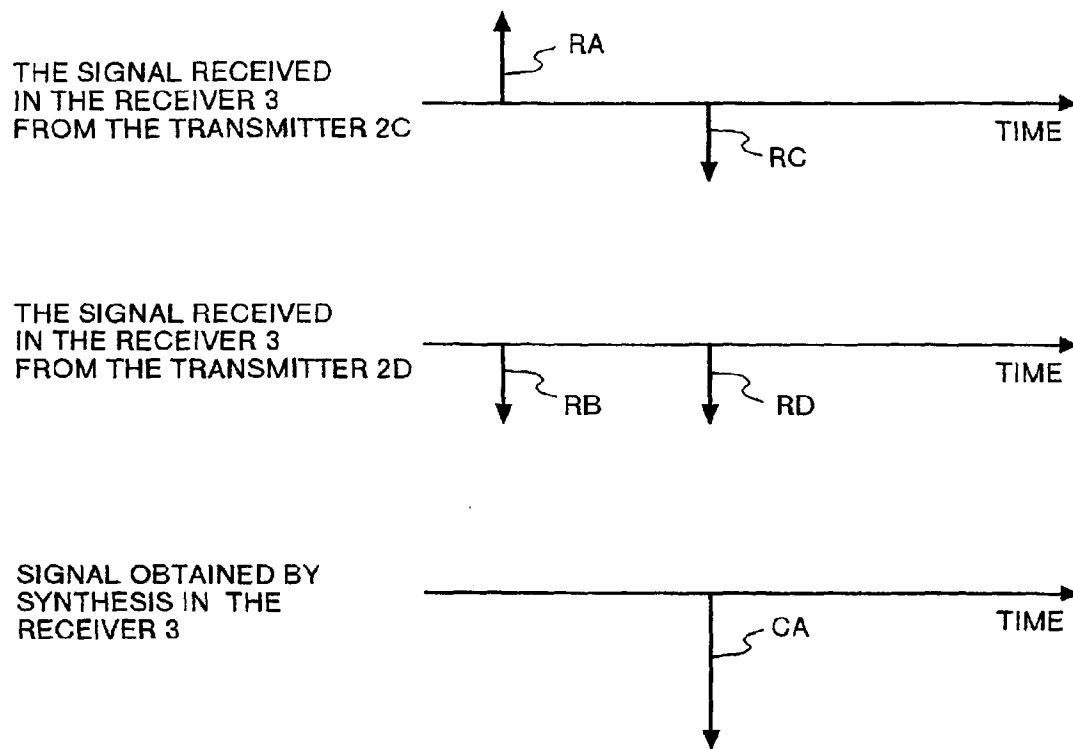 RA
THE SIGNAL RECEIVED
IN THE RECEIVER 3
FROM THE TRANSMITTER 2C
TIME
RC
THE SIGNAL RECEIVED
IN THE RECEIVER 3
FROM THE TRANSMITTER 2D
TIME
RB
RD
SIGNAL OBTAINED BY
SYNTHESIS IN THE
RECEIVER 3
TIME
CA